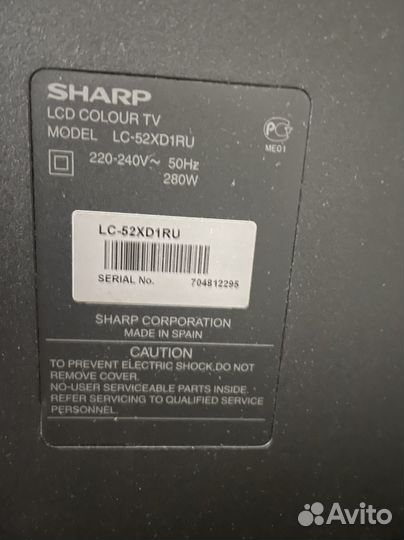 SHARP
LCD COLOUR TV
MODEL LC-52XD1RU
220-240V~ 50Hz
280W
РС
ME01
LC-52XD1RU
SERIAL No. 704812295
SHARP CORPORATION
MADE IN SPAIN
CAUTION
TO PREVENT ELECTRIC SHOCK,DO NOT
REMOVE COVER.
NO-USER SERVICEABLE PARTS INSIDE.
REFER SERVICING TO QUALIFIED SERVICE
PERSONNEL.
Avito